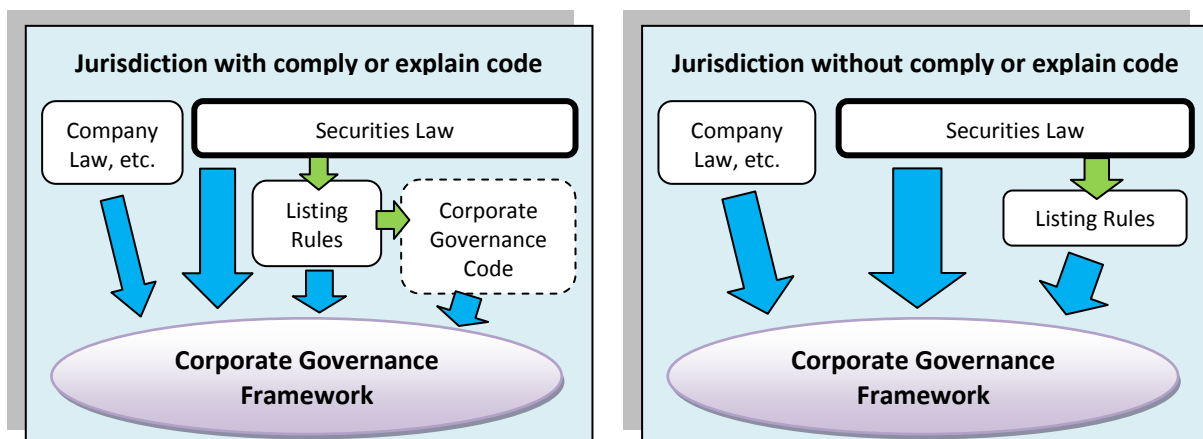 Jurisdiction with comply or explain code
Company
Law, etc.
Securities Law
Listing
Rules
Corporate
Governance
Code
Corporate Governance
Framework
Jurisdiction without comply or explain code
Company
Law, etc.
Securities Law
Listing Rules
Corporate Governance
Framework